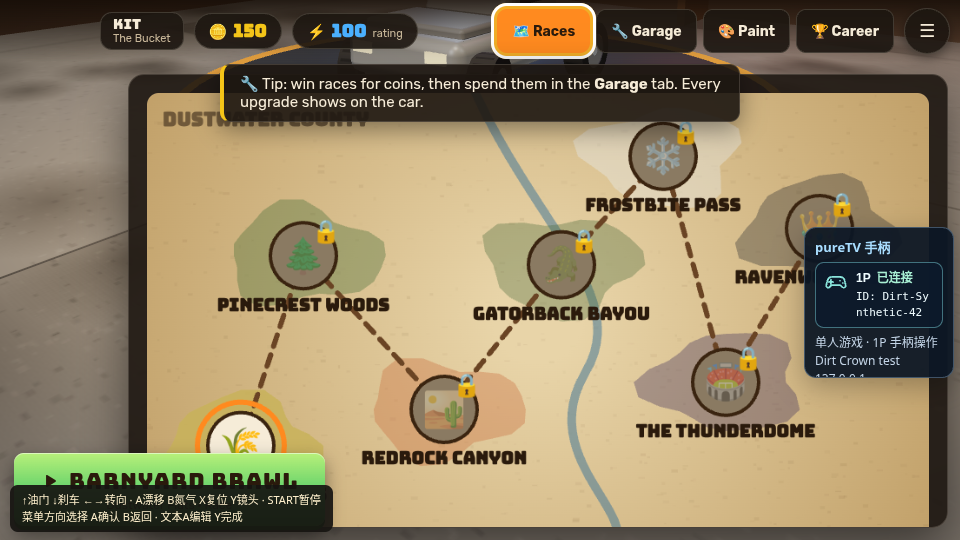 KIT
The Bucket
150
100 rating
Races
Garage
Paint
Career
Tip: win races for coins, then spend them in the Garage tab. Every
upgrade shows on the car.
DUSTWATER COUNTY
FROSTBITE PASS
RAVENW
PINECREST WOODS
GATORBACK BAYOU
THE THUNDERDOME
REDROCK CANYON
pureTV 手柄
1P 已连接
ID: Dirt-Sy
nthetic-42
单人游戏 · 1P 手柄操作
Dirt Crown test
127.0.0.1
BARNYARD BRAWL
↑油门 ↓刹车 ←→转向 · A漂移 B氮气 X复位 Y镜头 · START暂停
菜单方向选择 A确认 B返回 · 文本A编辑 Y完成